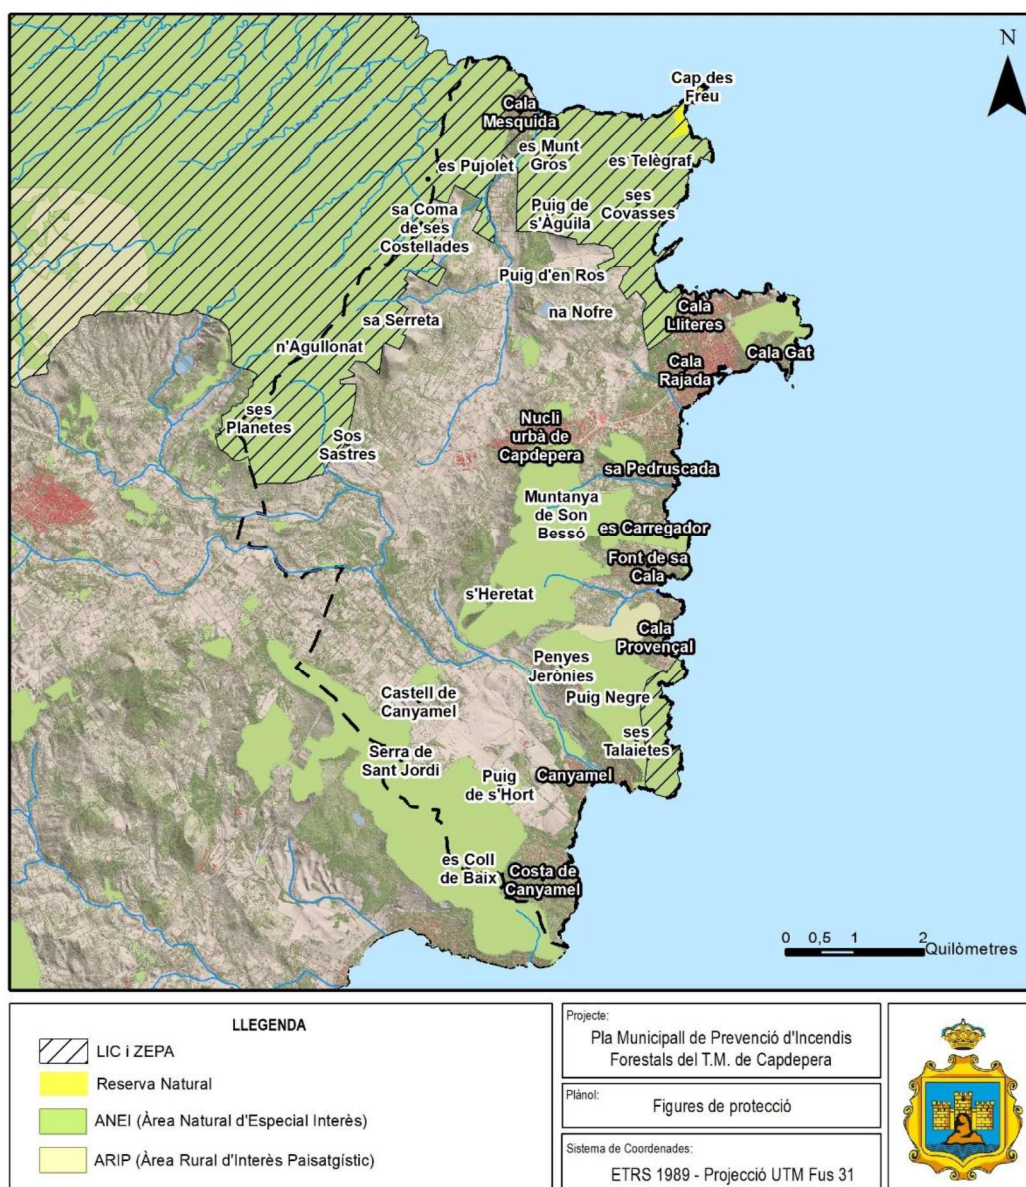 N
Cap des
Freu
Cala
Mesquida
es Munt
Gros
es Pujolet
es Telègraf
ses
Covasses
Puig de
s'Àguila
sa Coma
de ses
Costellades
Puig d'en Ros
na Nofre
sa Serreta
n'Agullonat
Cala
Lliteres
Cala Gat
Cala
Rajada
ses
Planetes
Sos
Sastres
Nucli
urbà de
Capdepera
sa Pedruscada
Muntanya
de Son
Bessó
es Carregador
Font de sa
Cala
s'Heretat
Cala
Provençal
Penyes
Jerònies
Puig Negre
Castell de
Canyamel
ses
Talaietes
Serra de
Sant Jordi
Puig
de s'Hort
Canyamel
es Coll
de Baix
Costa de
Canyamel
0 0,5 1 2
Quilòmetres
LLEGENDA
LIC i ZEPA
Reserva Natural
ANEI (Àrea Natural d'Especial Interès)
ARIP (Àrea Rural d'Interès Paisatgístic)
Projecte:
Pla Municipall de Prevenció d'Incendis
Forestals del T.M. de Capdepera
Plànol:
Figures de protecció
Sistema de Coordenades:
ETRS 1989 - Projecció UTM Fus 31